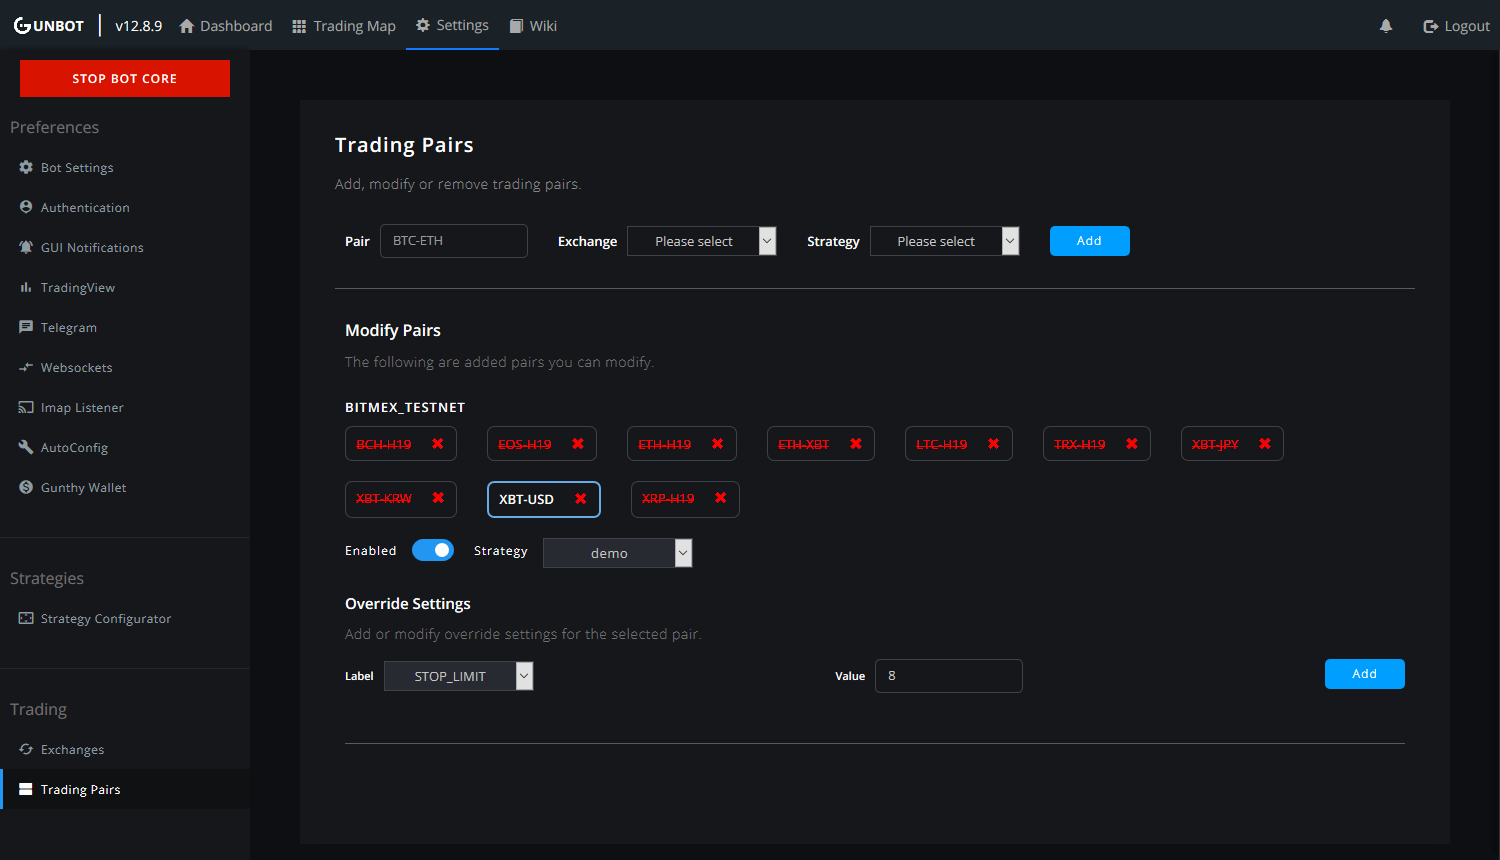 GUNBOT v12.8.9 Dashboard Trading Map Settings Wiki Logout
STOP BOT CORE
Preferences
Bot Settings
Authentication
GUI Notifications
TradingView
Telegram
Websockets
Imap Listener
AutoConfig
Gunthy Wallet
Strategies
Strategy Configurator
Trading
Exchanges
Trading Pairs
Trading Pairs
Add, modify or remove trading pairs.
Pair BTC-ETH Exchange Please select Strategy Please select Add
Modify Pairs
The following are added pairs you can modify.
BITMEX_TESTNET
BCH-H19 EOS-H19 ETH-H19 ETH-XBT LTC-H19 TRX-H19 XBT-JPY
XBT-KRW XBT-USD XRP-H19
Enabled Strategy demo
Override Settings
Add or modify override settings for the selected pair.
Label STOP_LIMIT Value 8 Add